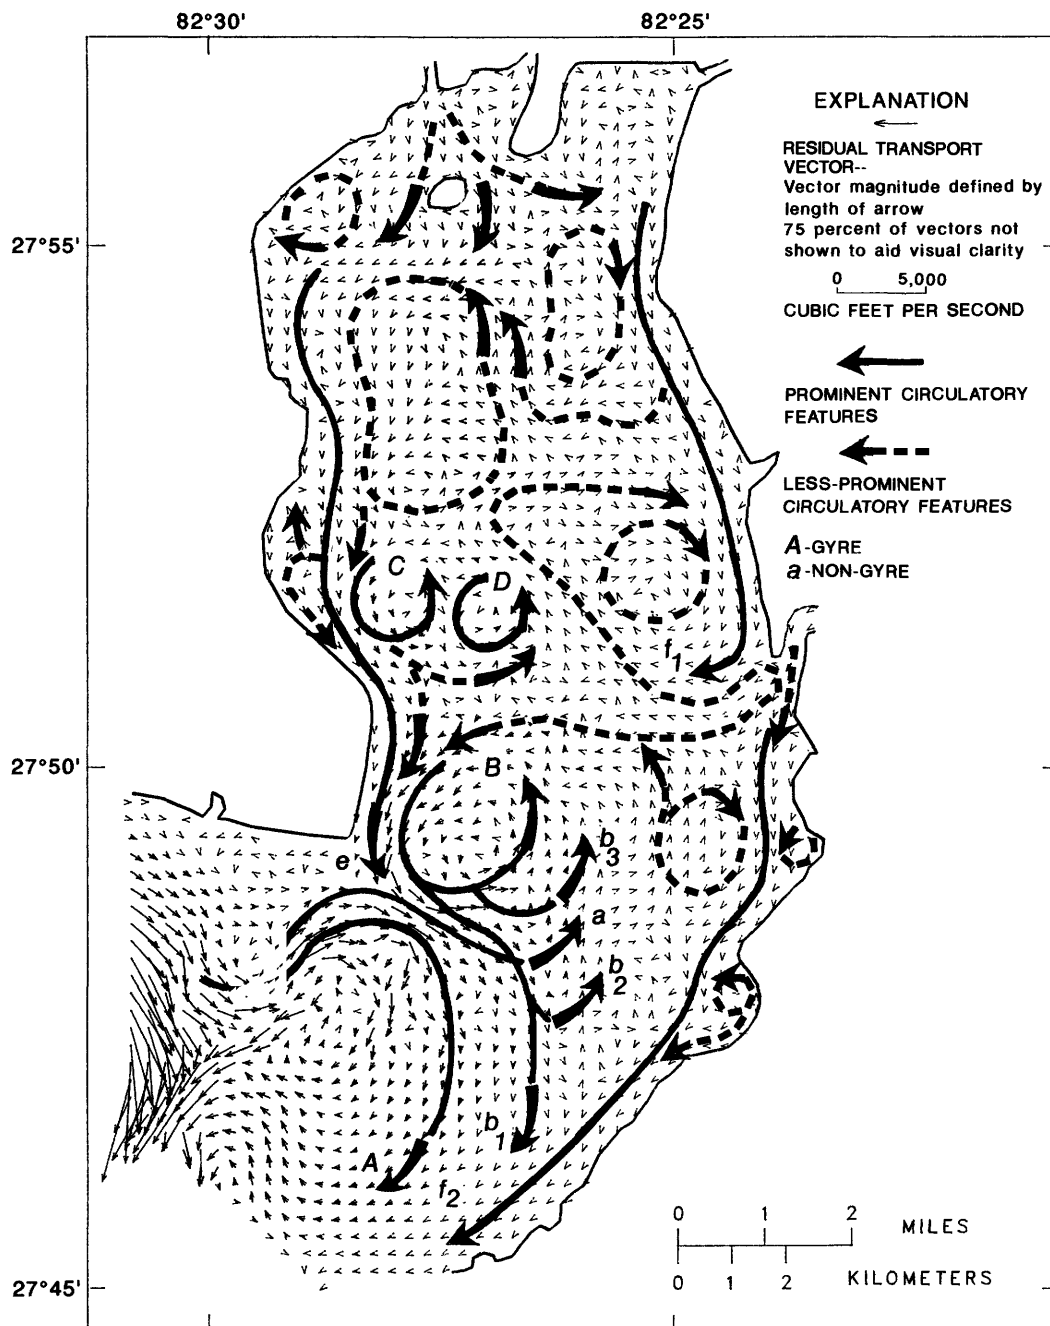 82°30' 82°25'
EXPLANATION
RESIDUAL TRANSPORT
VECTOR--
Vector magnitude defined by
length of arrow
75 percent of vectors not
shown to aid visual clarity
0 5,000
CUBIC FEET PER SECOND
PROMINENT CIRCULATORY
FEATURES
LESS-PROMINENT
CIRCULATORY FEATURES
A-GYRE
a-NON-GYRE
27°55'
C D
f1
27°50'
B
e
b3
a
b2
b1
A
f2
0 1 2 MILES
0 1 2 KILOMETERS
27°45'